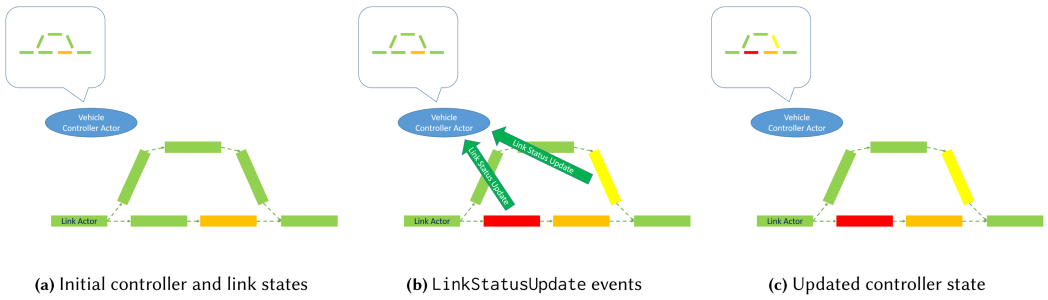 Vehicle
Controller Actor
Link Actor
(a) Initial controller and link states
Vehicle
Controller Actor
Link Status Update
Link Status Update
Link Actor
(b) LinkStatusUpdate events
Vehicle
Controller Actor
Link Actor
(c) Updated controller state